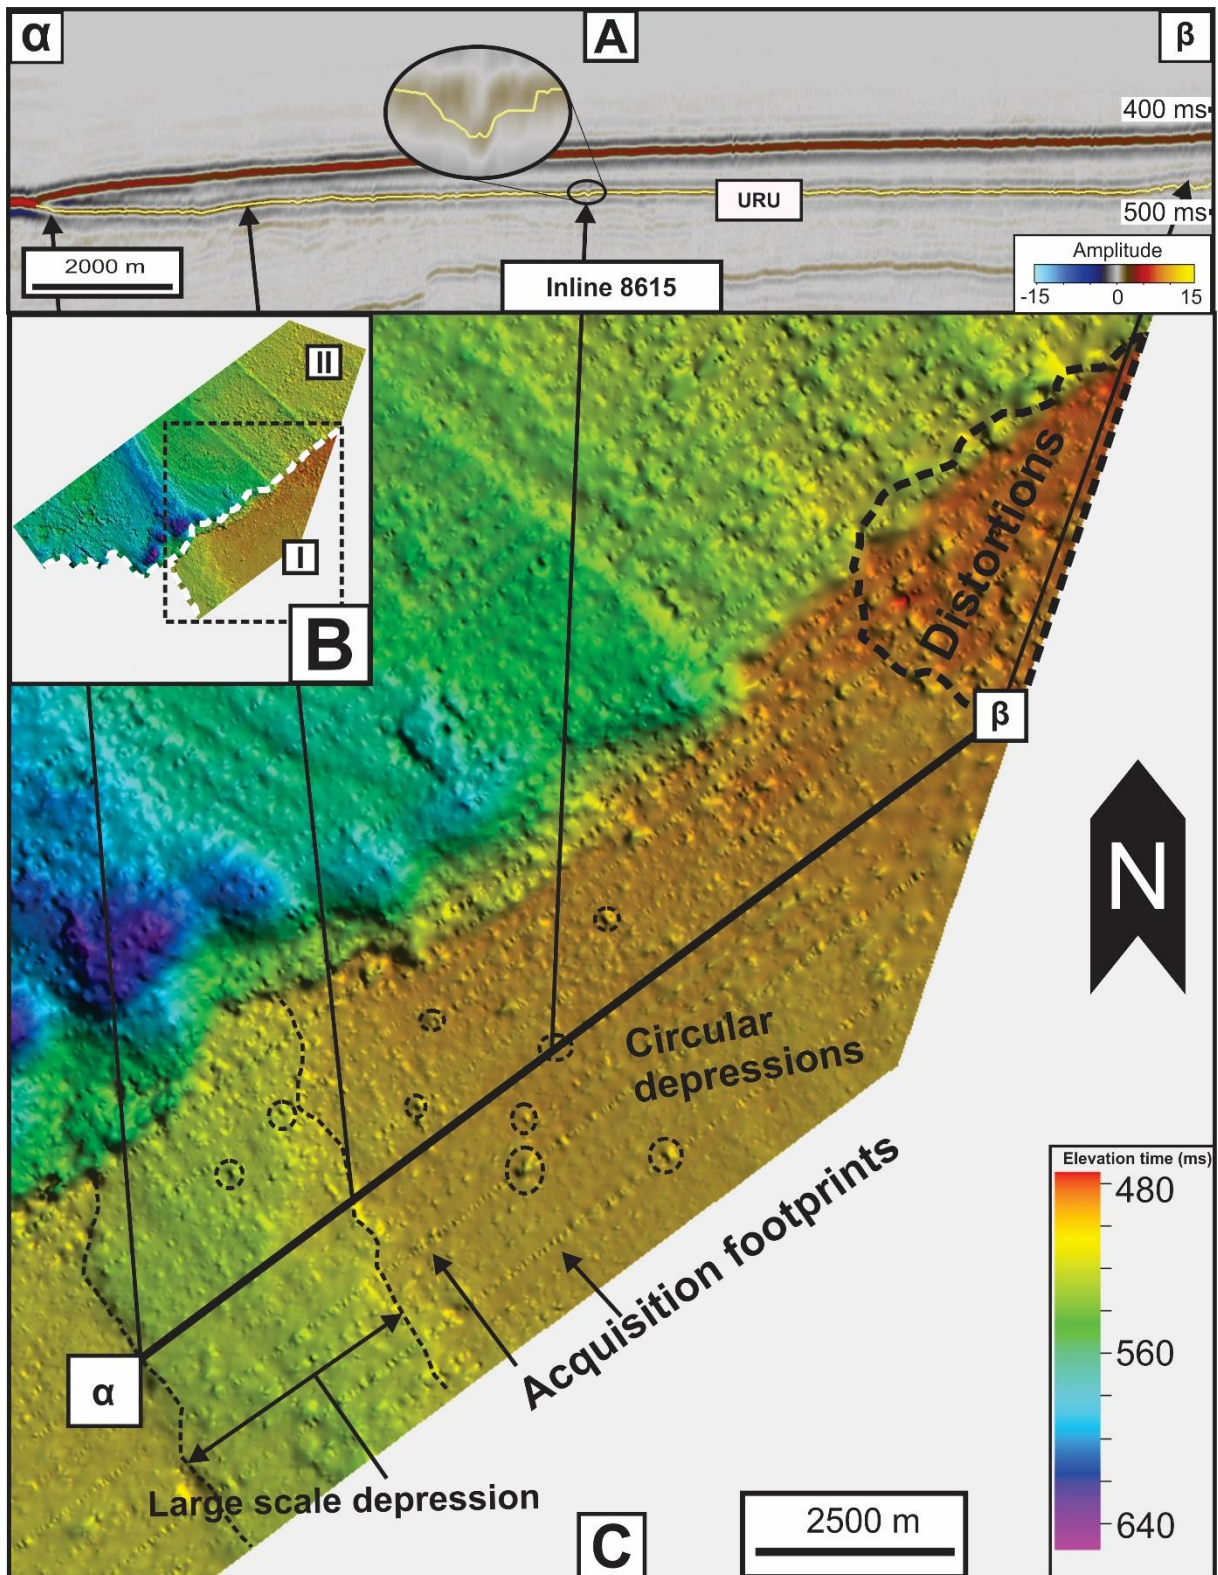 α
A
β
400 ms
URU
500 ms
2000 m
Inline 8615
Amplitude
-15 0 15
II
I
B
Distortions
β
N
Circular
depressions
Acquisition footprints
α
Large scale depression
C
2500 m
Elevation time (ms)
480
560
640